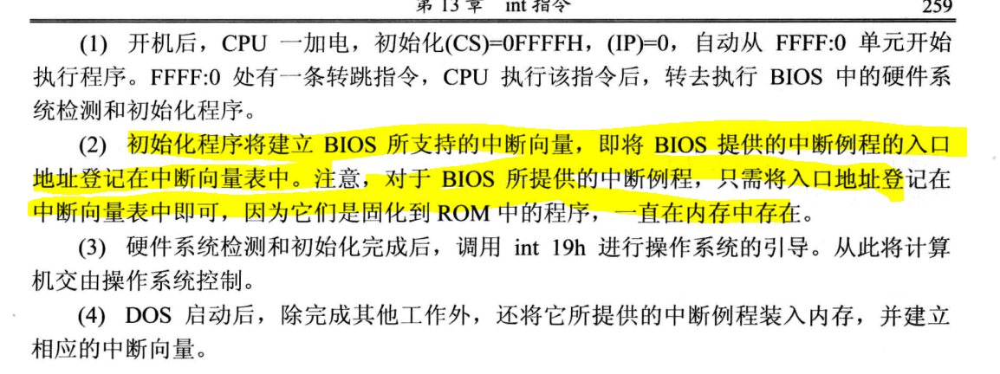 第 13 章 int 指令 259
(1) 开机后，CPU 一加电，初始化(CS)=0FFFFH，(IP)=0，自动从 FFFF:0 单元开始
执行程序。FFFF:0 处有一条转跳指令，CPU 执行该指令后，转去执行 BIOS 中的硬件系
统检测和初始化程序。
(2) 初始化程序将建立 BIOS 所支持的中断向量，即将 BIOS 提供的中断例程的入口
地址登记在中断向量表中。注意，对于 BIOS 所提供的中断例程，只需将入口地址登记在
中断向量表中即可，因为它们是固化到 ROM 中的程序，一直在内存中存在。
(3) 硬件系统检测和初始化完成后，调用 int 19h 进行操作系统的引导。从此将计算
机交由操作系统控制。
(4) DOS 启动后，除完成其他工作外，还将它所提供的中断例程装入内存，并建立
相应的中断向量。